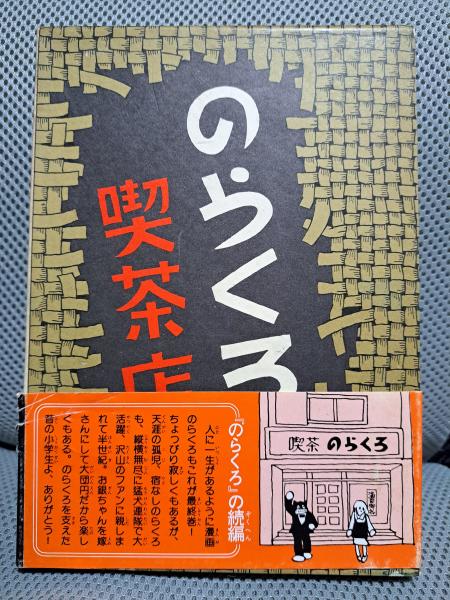 のらくろ
喫茶店
『のらくろ』の続編
人に一生があるように漫画
のらくろもこれが最終巻！
ちょっぴり寂しくもあるが、
天涯の孤児、宿なしのらくろ
も、縦横無尽に猛犬連隊で大
活躍、沢山のファンに親しま
れて半世紀。お銀ちゃんを嫁
さんにして大団円だから楽し
くもある。のらくろを支えた
昔の小学生よ、ありがとう！
喫茶 のらくろ